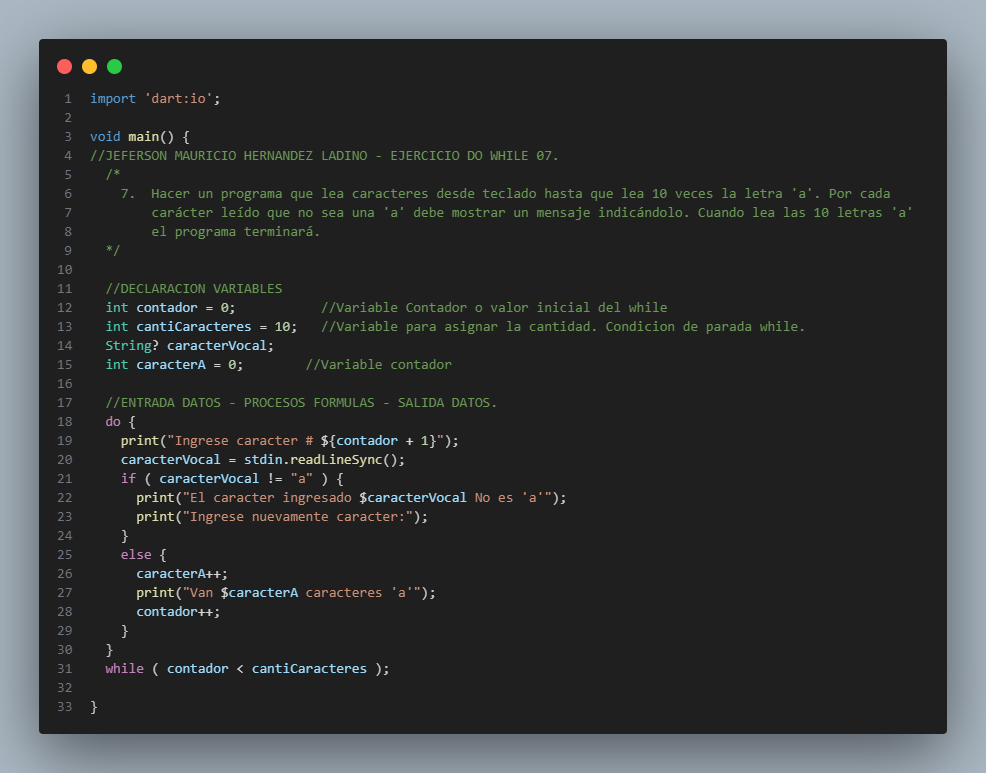 1 import 'dart:io';
2
3 void main() {
4 //JEFERSON MAURICIO HERNANDEZ LADINO - EJERCICIO DO WHILE 07.
5   /*
6     7.  Hacer un programa que lea caracteres desde teclado hasta que lea 10 veces la letra 'a'. Por cada
7         carácter leído que no sea una 'a' debe mostrar un mensaje indicándolo. Cuando lea las 10 letras 'a'
8         el programa terminará.
9   */
10
11   //DECLARACION VARIABLES
12   int contador = 0;           //Variable Contador o valor inicial del while
13   int cantiCaracteres = 10;   //Variable para asignar la cantidad. Condicion de parada while.
14   String? caracterVocal;
15   int caracterA = 0;        //Variable contador
16
17   //ENTRADA DATOS - PROCESOS FORMULAS - SALIDA DATOS.
18   do {
19     print("Ingrese caracter # ${contador + 1}");
20     caracterVocal = stdin.readLineSync();
21     if ( caracterVocal != "a" ) {
22       print("El caracter ingresado $caracterVocal No es 'a'");
23       print("Ingrese nuevamente caracter:");
24     }
25     else {
26       caracterA++;
27       print("Van $caracterA caracteres 'a'");
28       contador++;
29     }
30   }
31   while ( contador < cantiCaracteres );
32
33 }